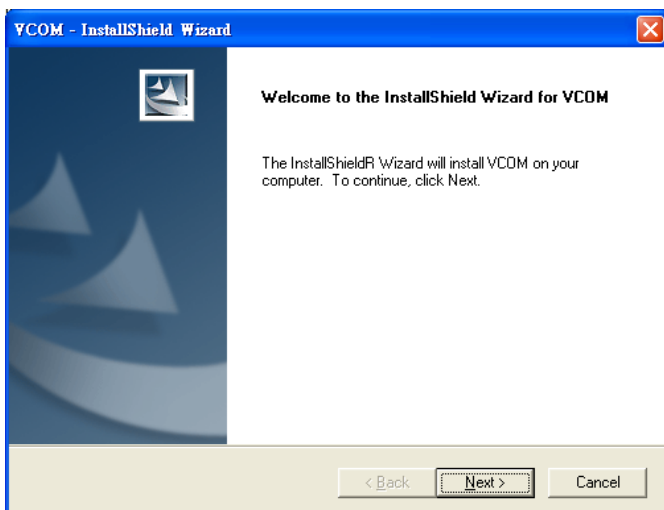 VCOM - InstallShield Wizard
Welcome to the InstallShield Wizard for VCOM
The InstallShieldR Wizard will install VCOM on your
computer. To continue, click Next.
< Back
Next >
Cancel